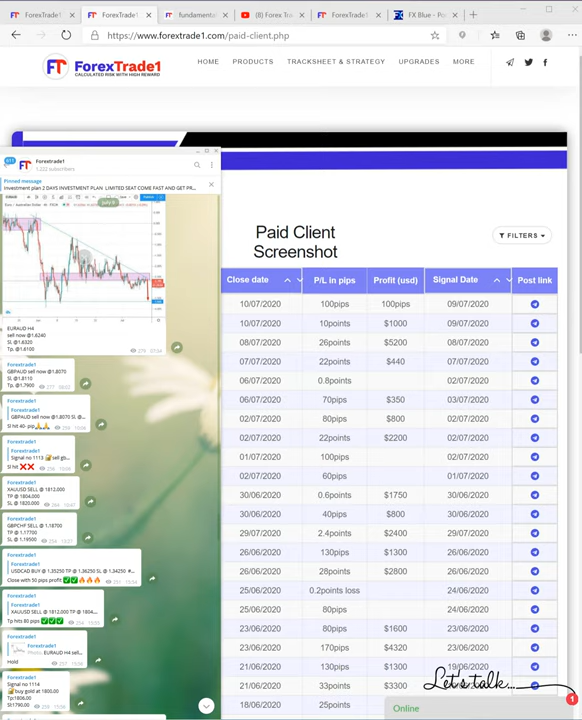 ForexTrade1
ForexTrade1
fundamentar
(8) Forex Tra
ForexTrade1
FX Blue - Po
https://www.forextrade1.com/paid-client.php
ForexTrade1
CALCULATED RISK WITH HIGH REWARD
HOME PRODUCTS TRACKSHEET & STRATEGY UPGRADES MORE
Forextrade1
1,222 subscribers
Pinned message
Investment plan 2 DAYS INVESTMENT PLAN LIMITED SEAT COME FAST AND GET PR...
July 9
EURAUD H4
sell now @1.6240
SL @1.6320
Tp. @1.6100
279 07:54
Forextrade1
GBPAUD sell now @1.8070
SL @1.8110
Tp. @1.7900
Forextrade1
Forextrade1
GBPAUD sell now @1.8070 SL @...
Sl hit 40- pip🙏🙏
Forextrade1
Forextrade1
Signal no 1113 sell go...
Sl hit ❌❌
Forextrade1
XAUUSD SELL @ 1812.000
TP @ 1804.000
SL @ 1820.000
Forextrade1
GBPCHF SELL @ 1.18700
TP @ 1.17700
SL @ 1.19500
Forextrade1
Forextrade1
USDCAD BUY @ 1.35250 TP @ 1.36250 SL @ 1.34250 #...
Close with 50 pips profit ✅✅🔥🔥🔥
Forextrade1
Forextrade1
XAUUSD SELL @ 1812.000 TP @ 1804...
Tp hits 80 pips ✅✅✅
Forextrade1
Forextrade1
Photo, EURAUD H4 sell...
Hold
Forextrade1
Signal no 1114
buy gold at 1800.00
Tp:1806.00
Sl:1790.00
Paid Client
Screenshot
FILTERS
Close date P/L in pips Profit (usd) Signal Date Post link
10/07/2020 100pips 100pips 09/07/2020
10/07/2020 10points $1000 09/07/2020
08/07/2020 26points $5200 08/07/2020
07/07/2020 22points $440 07/07/2020
06/07/2020 0.8points 02/07/2020
06/07/2020 70pips $350 03/07/2020
02/07/2020 80pips $800 02/07/2020
02/07/2020 22points $2200 02/07/2020
01/07/2020 100pips 02/07/2020
02/07/2020 60pips 01/07/2020
30/06/2020 0.6points $1750 30/06/2020
30/06/2020 40pips $800 30/06/2020
29/07/2020 2.4points $2400 29/06/2020
26/06/2020 130pips $1300 26/06/2020
26/06/2020 28points $2800 26/06/2020
25/06/2020 0.2points loss 24/06/2020
25/06/2020 80pips 24/06/2020
23/06/2020 80pips $1600 23/06/2020
23/06/2020 170pips $4320 23/06/2020
21/06/2020 130pips $1300 19/06/2020
21/06/2020 33points $3300
18/06/2020 25points
Let's talk...
1
Online